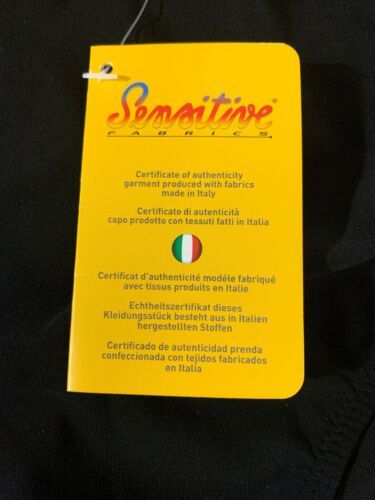 Sensitive®
FABRICS
Certificate of authenticity
garment produced with fabrics
made in Italy
Certificato di autenticità
capo prodotto con tessuti fatti in Italia
Certificat d'authenticité modéle fabriqué
avec tissus produits en Italie
Echtheitszertifikat dieses
Kleidungsstück besteht aus in Italien
hergestellten Stoffen
Certificado de autenticidad prenda
confeccionada con tejidos fabricados
en Italia